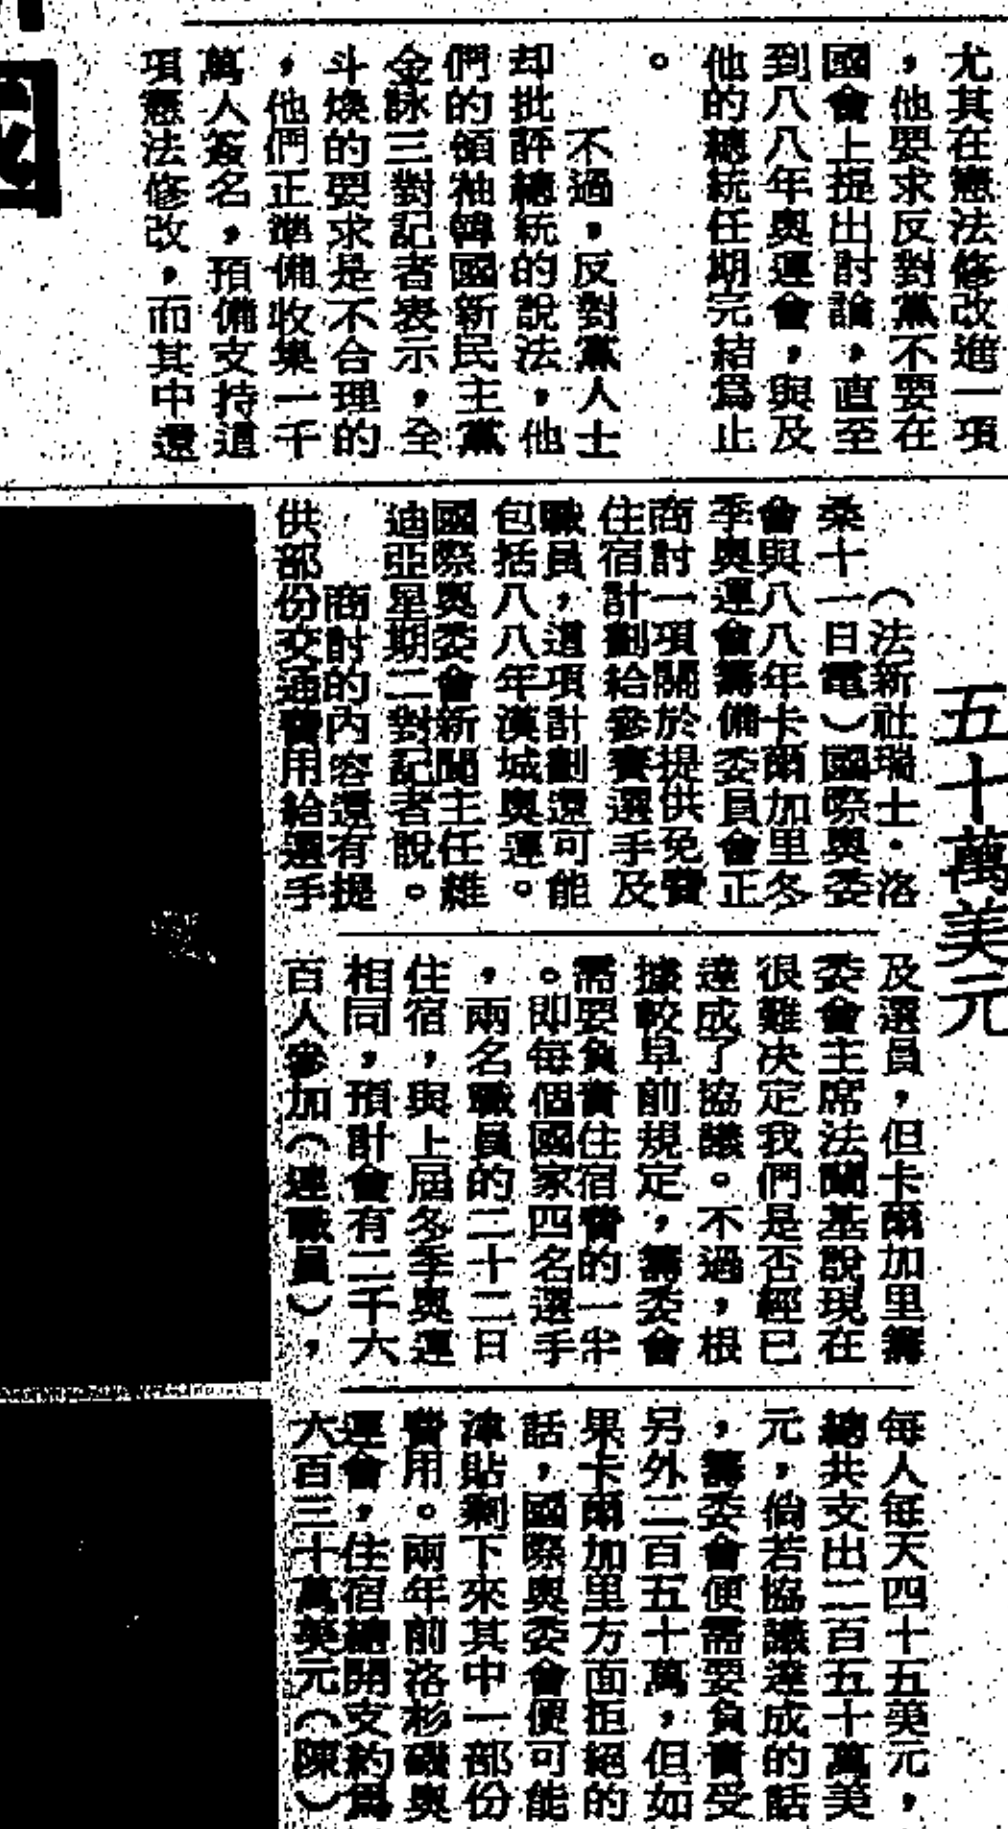 尤其在憲法修改進一項
，他要求反對黨不要在
國會上提出討論，直至
到八八年奧運會，與及
他的總統任期完結爲止
。
不過，反對黨人士
却批評總統的說法，他
們的領袖韓國新民主黨
金詠三對記者表示，全
斗煥的要求是不合理的
，他們正準備收集一千
萬人簽名，預備支持這
項憲法修改，而其中還
五十萬美元
（法新社瑞士·洛
桑十一日電）國際奧委
會與八八年卡爾加里冬
季奧運會籌備委員會正
商討一項關於提供免費
住宿計劃給參賽選手及
職員，這項計劃還可能
包括八八年漢城奧運。
國際奧委會新聞主任維
迪亞星期二對記者說。
商討的內容還有提
供部份交通費用給選手
及選員，但卡爾加里籌
委會主席法蘭基說現在
很難決定我們是否經已
達成了協議。不過，根
據較早前規定，籌委會
需要負責住宿費的一半
。即每個國家四名選手
，兩名職員的二十二日
住宿，與上屆冬季奧運
相同，預計會有二千六
百人參加（連職員），
每人每天四十五美元，
總共支出二百五十萬美
元，倘若協議達成的話
，籌委會便需要負責受
另外二百五十萬，但如
果卡爾加里方面拒絕的
話，國際奧委會便可能
津貼剩下來其中一部份
費用。兩年前洛杉磯奧
運會，住宿總開支約爲
六百三十萬美元（陳）